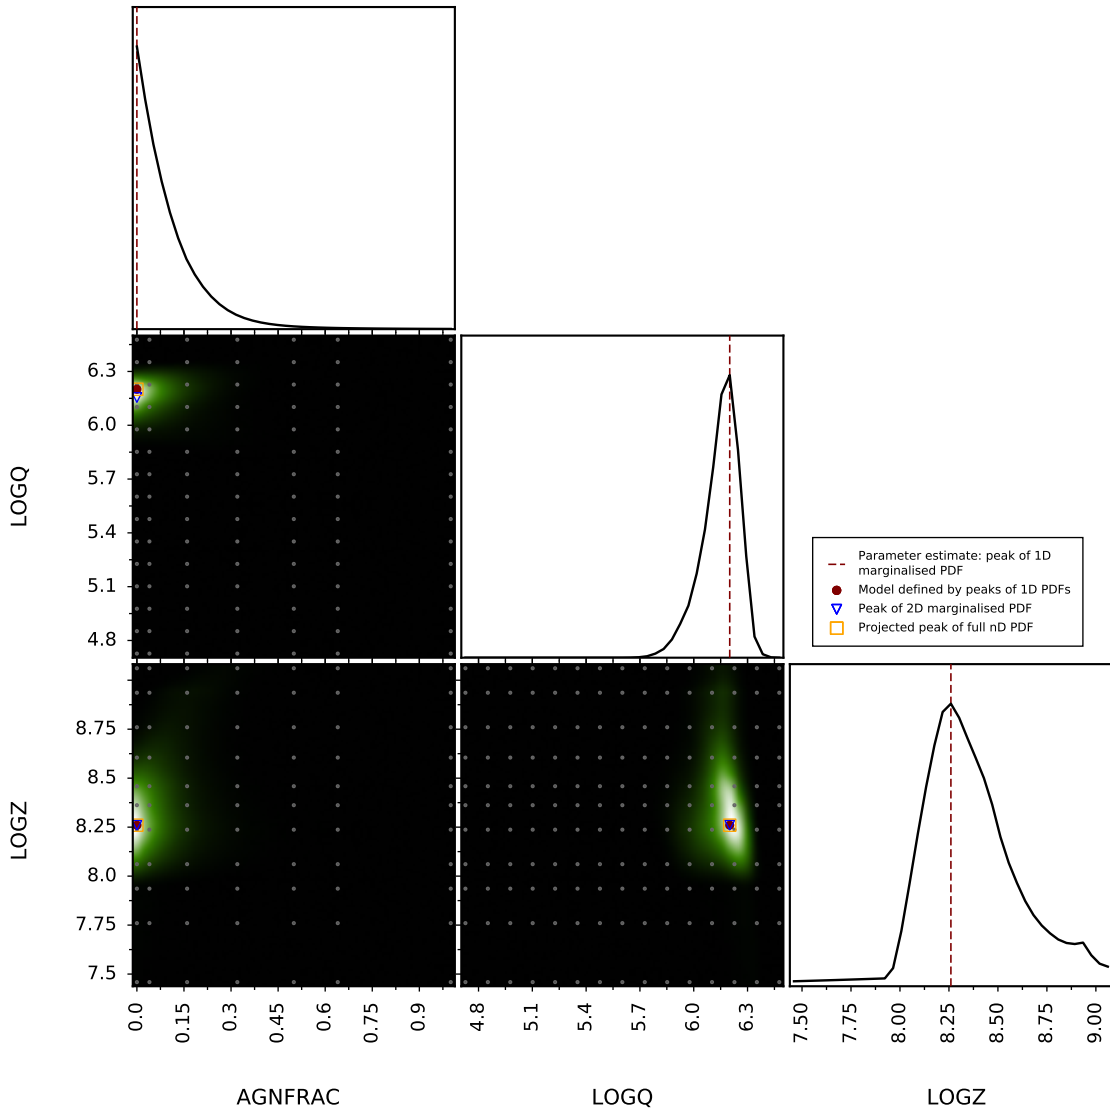 6.3
6.0
5.7
5.4
5.1
4.8
LOGQ
Parameter estimate: peak of 1D
marginalised PDF
Model defined by peaks of 1D PDFs
Peak of 2D marginalised PDF
Projected peak of full nD PDF
8.75
8.5
8.25
8.0
7.75
7.5
LOGZ
0.0 0.15 0.3 0.45 0.6 0.75 0.9
4.8 5.1 5.4 5.7 6.0 6.3
7.50 7.75 8.00 8.25 8.50 8.75 9.00
AGNFRAC
LOGQ
LOGZ